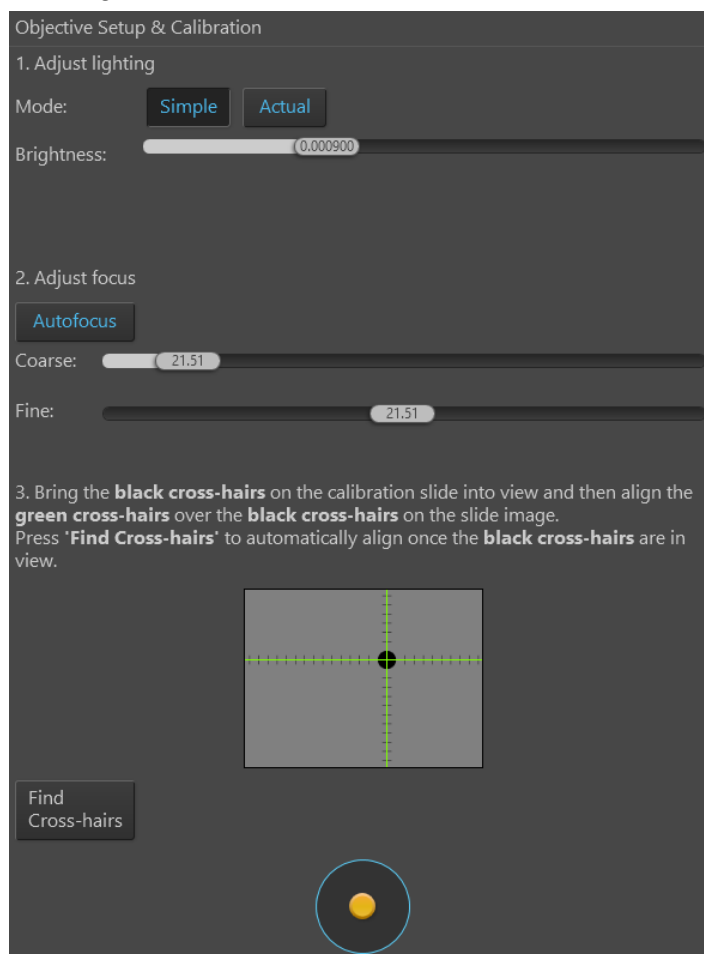 Objective Setup & Calibration
1. Adjust lighting
Mode: Simple Actual
Brightness: 0.000900
2. Adjust focus
Autofocus
Coarse: 21.51
Fine: 21.51
3. Bring the black cross-hairs on the calibration slide into view and then align the
green cross-hairs over the black cross-hairs on the slide image.
Press 'Find Cross-hairs' to automatically align once the black cross-hairs are in
view.
Find
Cross-hairs